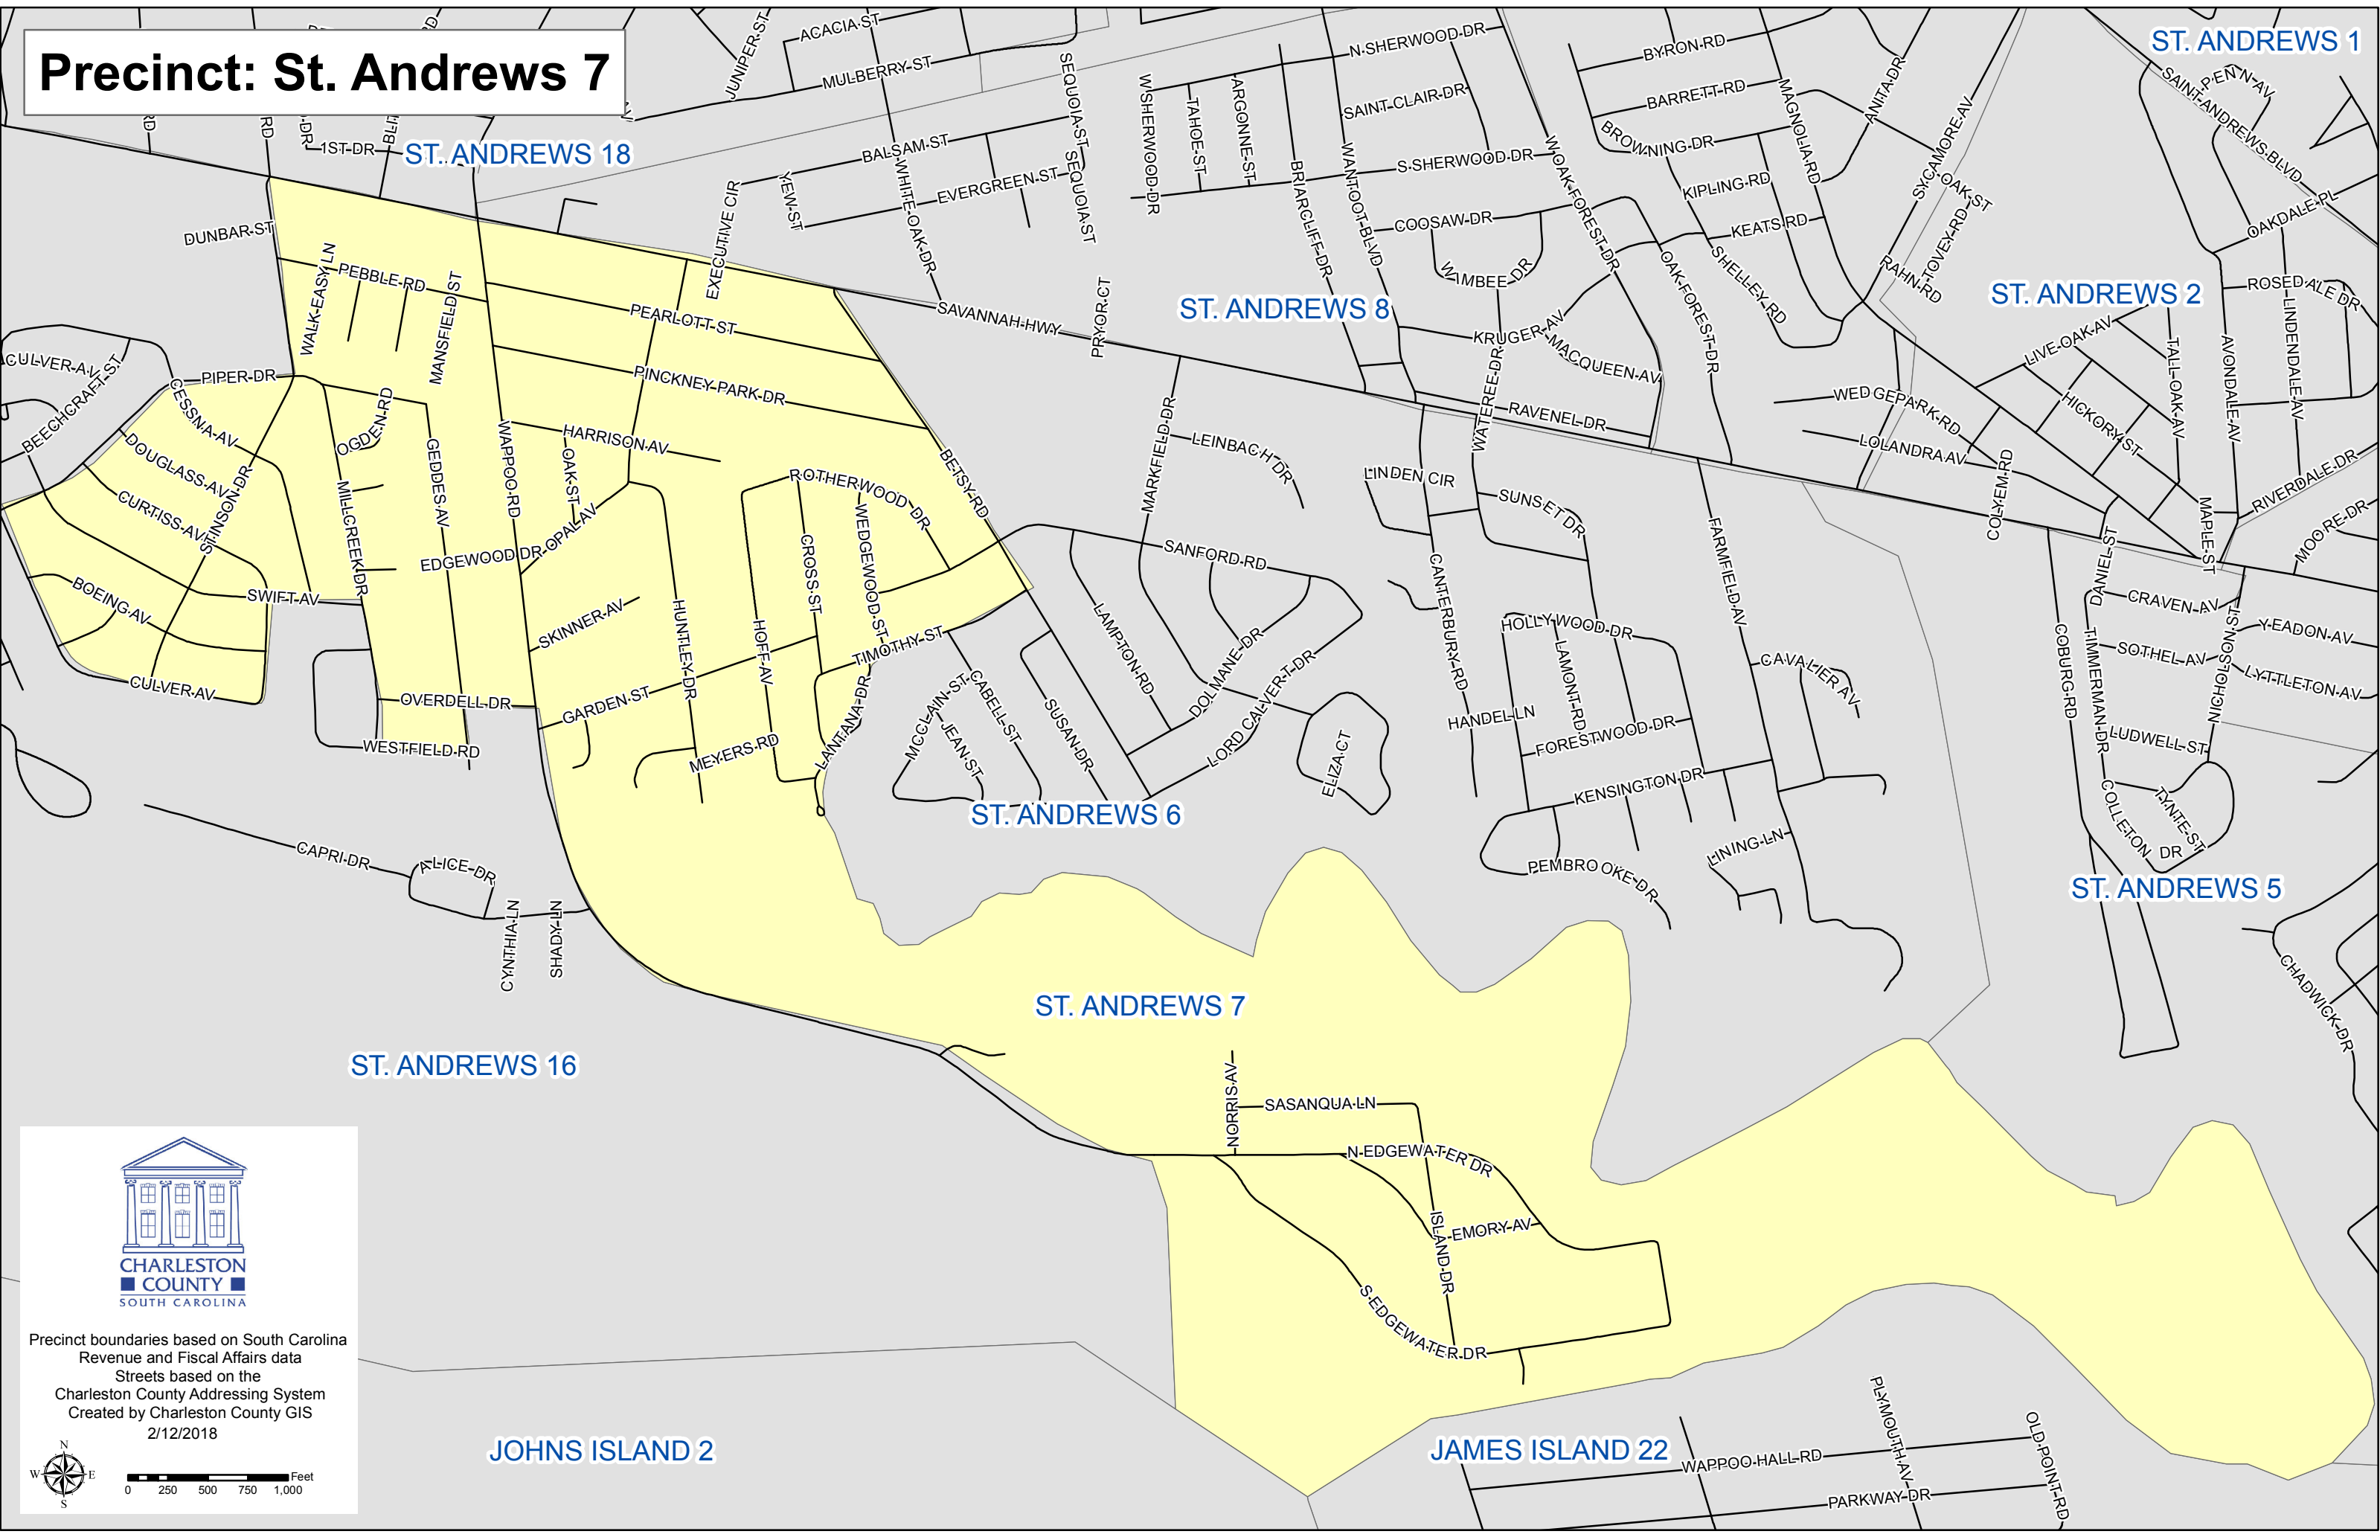 Precinct: St. Andrews 7
ST. ANDREWS 18
ST. ANDREWS 8
ST. ANDREWS 1
ST. ANDREWS 2
ST. ANDREWS 6
ST. ANDREWS 5
ST. ANDREWS 7
ST. ANDREWS 16
JOHNS ISLAND 2
JAMES ISLAND 22
JUNIPER ST
ACACIA ST
MULBERRY ST
SEQUOIA ST
SEQUOIA ST
W SHERWOOD DR
TAHOE ST
ARGONNE ST
N SHERWOOD DR
SAINT CLAIR DR
S SHERWOOD DR
BYRON RD
BARRETT RD
BROWNING DR
KIPLING RD
KEATS RD
MAGNOLIA RD
ANITA DR
SYCAMORE AV
OAK ST
TOVEY RD
RAHN RD
PENN AV
SAINT ANDREWS BLVD
OAKDALE PL
ROSEDALE DR
LINDENDALE AV
AVONDALE AV
TALL OAK AV
LIVE OAK AV
HICKORY ST
RD
RD
DR
1ST DR
BALSAM ST
EVERGREEN ST
YEW ST
WHITE OAK DR
EXECUTIVE CIR
BRIARCLIFF DR
WANTOOT BLVD
COOSAW DR
WAMBEE DR
W OAK FOREST DR
OAK FOREST DR
SHELLEY RD
KRUGER AV
MACQUEEN AV
RAVENEL DR
WATEREE DR
SAVANNAH HWY
PRYOR CT
DUNBAR ST
WALK EASY LN
PEBBLE RD
MANSFIELD ST
PEARLOTT ST
PINCKNEY PARK DR
HARRISON AV
BETSY RD
CULVER AV
BEECHCRAFT ST
PIPER DR
CESSNA AV
DOUGLASS AV
CURTISS AV
STINSON DR
OGDEN RD
MILLCREEK DR
GEDDES AV
WAPPO RD
OAK ST
OPAL AV
EDGEWOOD DR
ROTHERWOOD DR
CROSS ST
WEDGEWOOD ST
MARKFIELD DR
LEINBACH DR
LINDEN CIR
SUNSET DR
FARMFIELD AV
WEDGEPARK RD
LOLANDRA AV
COLYEM RD
MAPLE ST
RIVERDALE DR
MOORE DR
DANIEL ST
CRAVEN AV
YEADON AV
SOTHEL AV
LYTTLETON AV
NICHOLSON ST
TIMMERMAN DR
COBURG RD
LUDWELL ST
COLLETON DR
TYNTE ST
CHADWICK DR
SANFORD RD
LAMPTON RD
DOLMANE DR
LORD CALVERT DR
ELIZA CT
CANTERBURY RD
HOLLYWOOD DR
LAMONT RD
HANDEL LN
FORESTWOOD DR
KENSINGTON DR
CAVALIER AV
LINING LN
PEMBROOKE DR
BOEING AV
SWIFT AV
CULVER AV
OVERDELL DR
WESTFIELD RD
SKINNER AV
HUNTLEY DR
HOFF AV
GARDEN ST
MEYERS RD
TIMOTHY ST
LANTANA DR
MCCLAIN ST
JEAN ST
CABELL ST
SUSAN DR
CAPRI DR
ALICE DR
CYNTHIA LN
SHADY LN
NORRIS AV
SASANQUA LN
N EDGEWATER DR
EMORY AV
ISLAND DR
S EDGEWATER DR
WAPPOO HALL RD
PLYMOUTH AV
OLD POINT RD
PARKWAY DR
CHARLESTON
COUNTY
SOUTH CAROLINA
Precinct boundaries based on South Carolina
Revenue and Fiscal Affairs data
Streets based on the
Charleston County Addressing System
Created by Charleston County GIS
2/12/2018
N
W
E
S
Feet
0 250 500 750 1,000